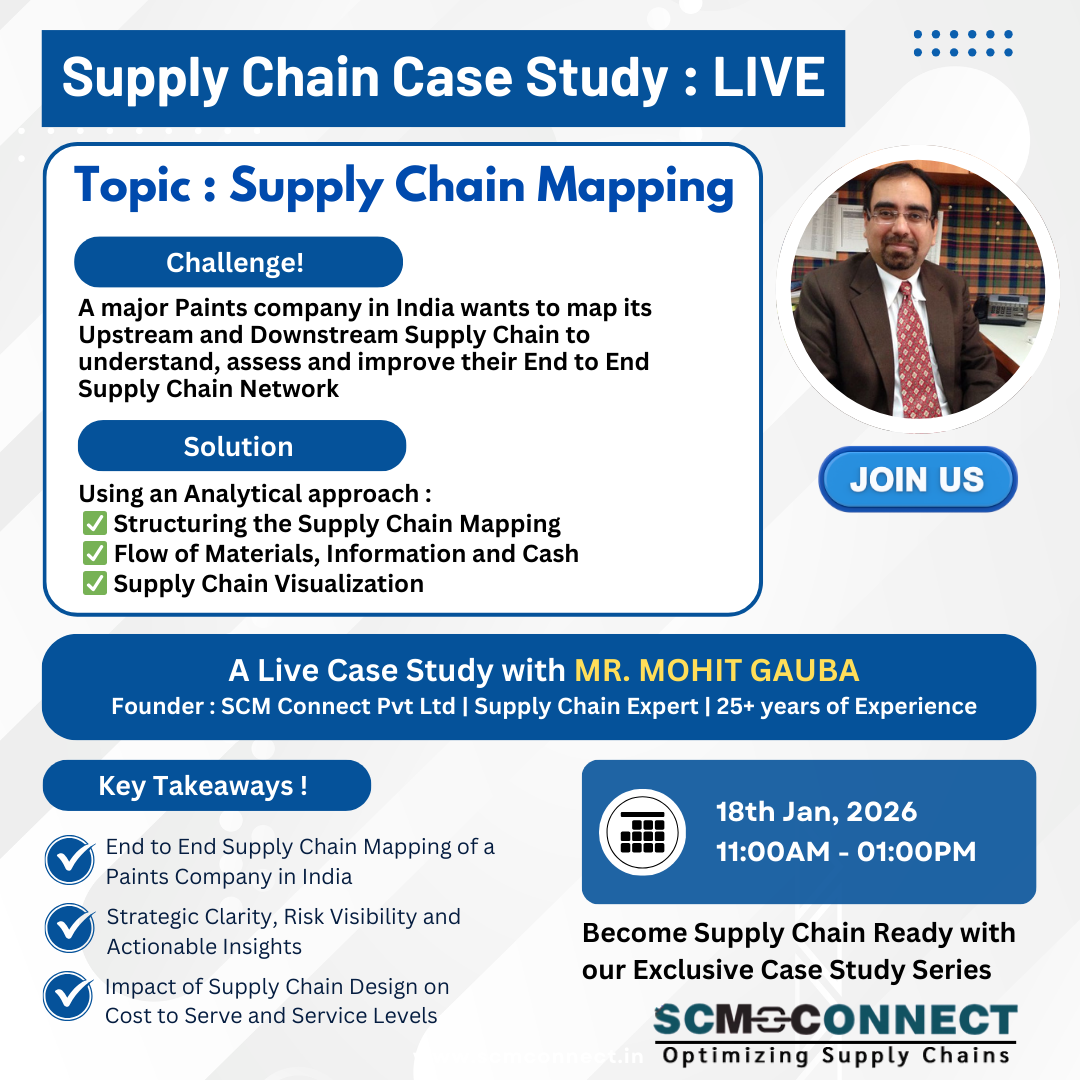 Supply Chain Case Study : LIVE
Topic : Supply Chain Mapping
Challenge!
A major Paints company in India wants to map its
Upstream and Downstream Supply Chain to
understand, assess and improve their End to End
Supply Chain Network
Solution
Using an Analytical approach :
✅ Structuring the Supply Chain Mapping
✅ Flow of Materials, Information and Cash
✅ Supply Chain Visualization
JOIN US
A Live Case Study with MR. MOHIT GAUBA
Founder : SCM Connect Pvt Ltd | Supply Chain Expert | 25+ years of Experience
Key Takeaways !
End to End Supply Chain Mapping of a
Paints Company in India
Strategic Clarity, Risk Visibility and
Actionable Insights
Impact of Supply Chain Design on
Cost to Serve and Service Levels
18th Jan, 2026
11:00AM - 01:00PM
Become Supply Chain Ready with
our Exclusive Case Study Series
SCM CONNECT
Optimizing Supply Chains